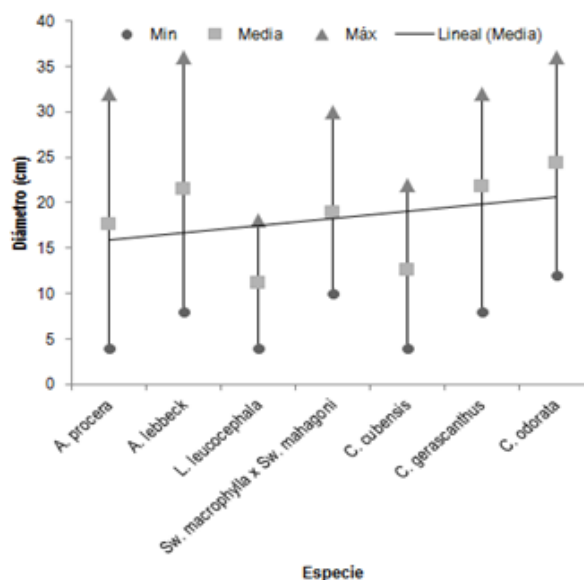 40
Min Media Máx Lineal (Media)
35
30
25
20
15
10
5
0
Diámetro (cm)
A. procera
A. lebbeck
L. leucocephala
Sw. macrophylla x Sw. mahagoni
C. cubensis
C. gerascanthus
C. odorata
Especie